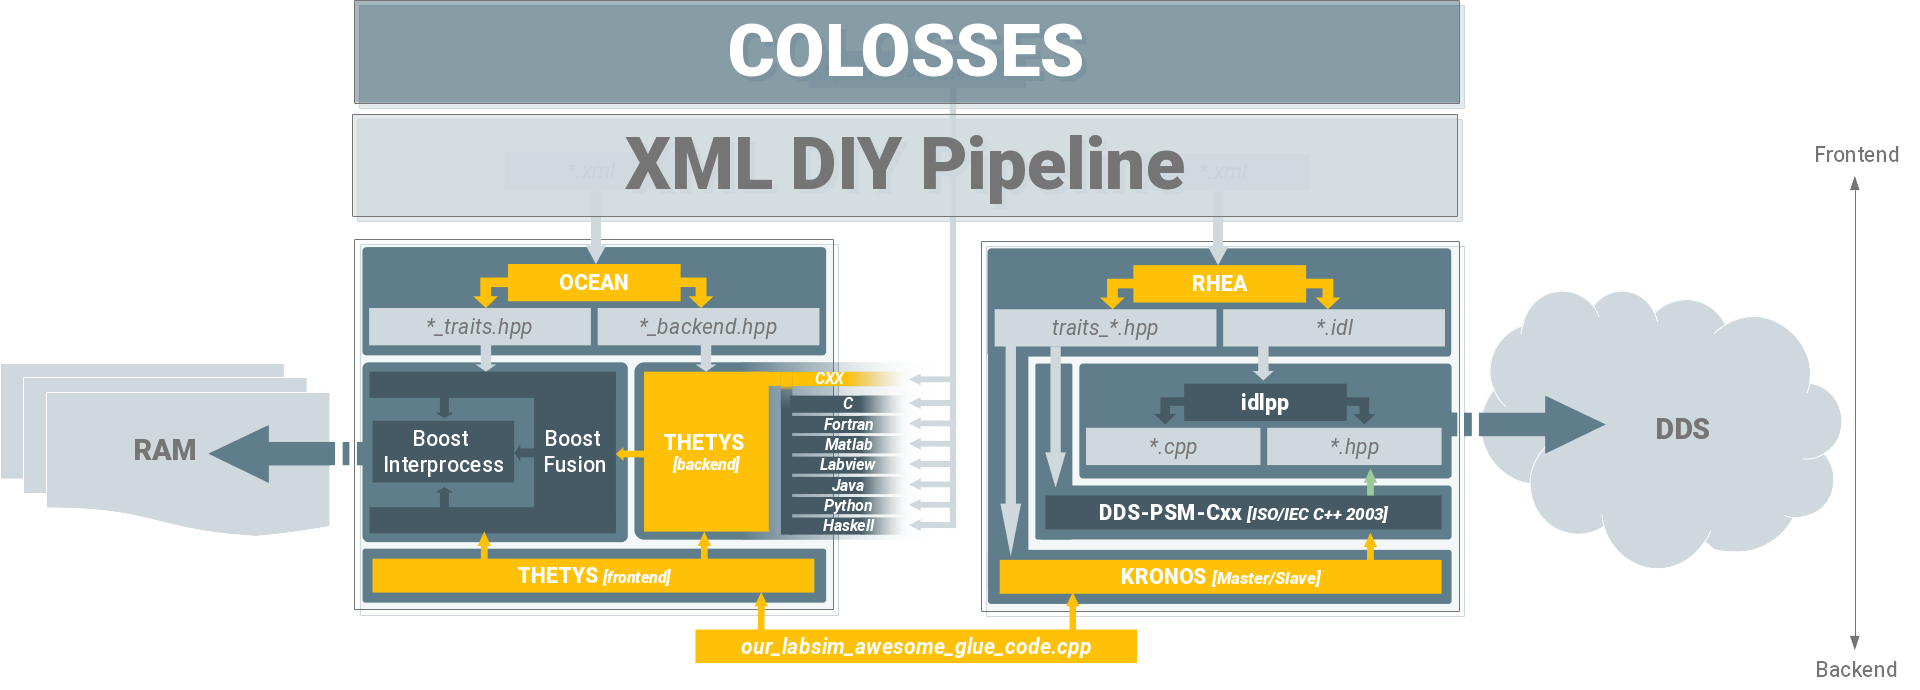 COLOSSES
XML DIY Pipeline
*.xml
*.xml
Frontend
OCEAN
*_traits.hpp
*_backend.hpp
RHEA
traits_*.hpp
*.idl
RAM
Boost
Interprocess
Boost
Fusion
THETYS
[backend]
CXX
C
Fortran
Matlab
Labview
Java
Python
Haskell
idlpp
*.cpp
*.hpp
DDS
DDS-PSM-Cxx [ISO/IEC C++ 2003]
THETYS [frontend]
KRONOS [Master/Slave]
our_labsim_awesome_glue_code.cpp
Backend